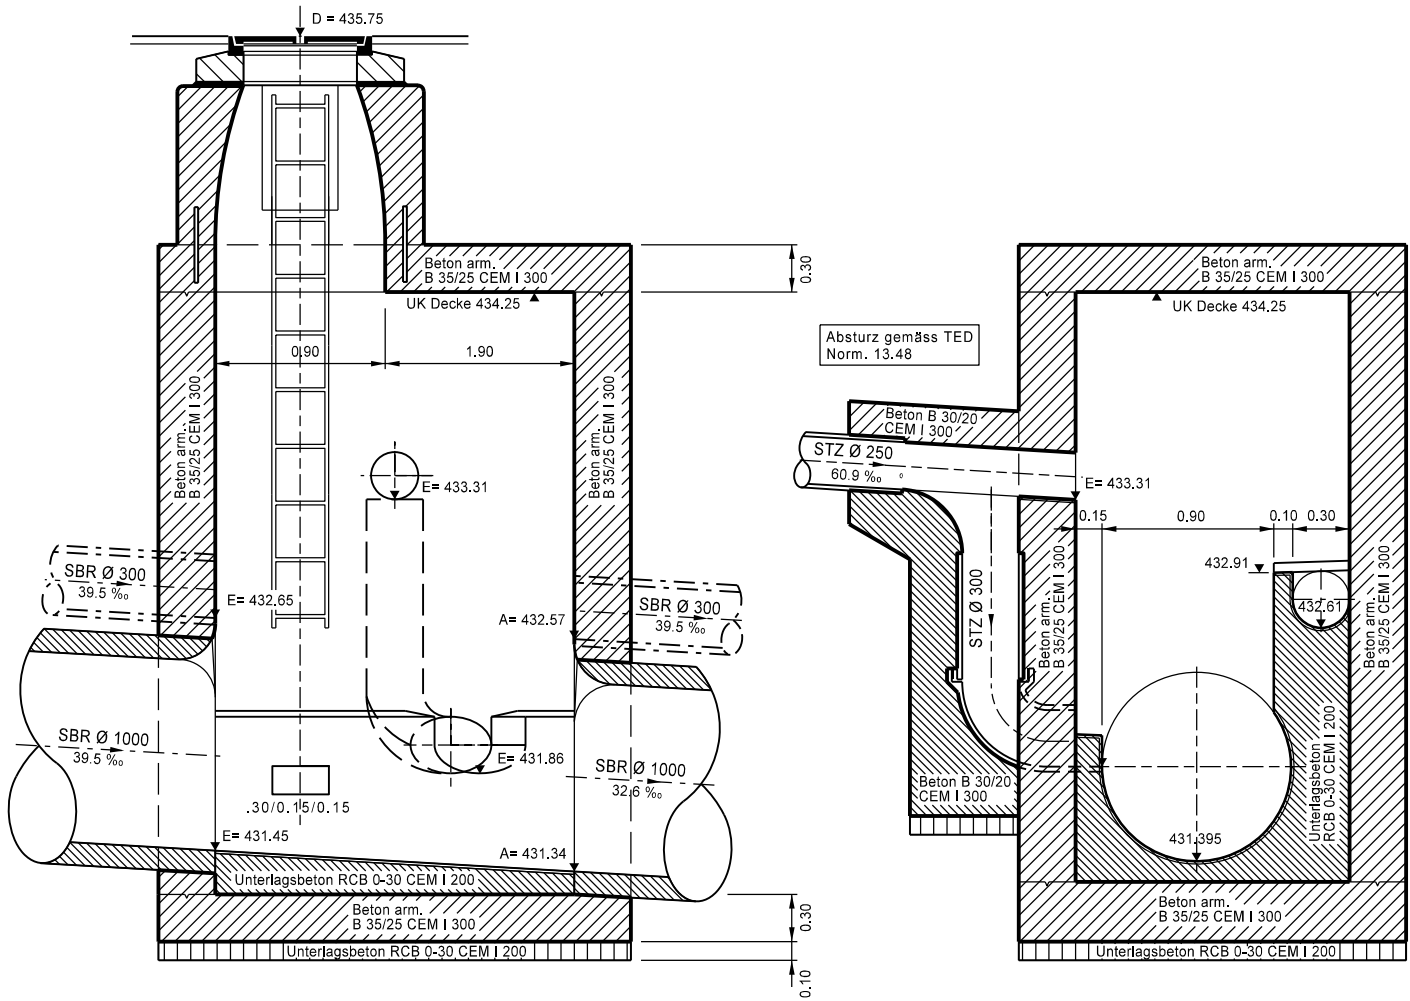 D = 435.75
Beton arm.
B 35/25 CEM I 300
UK Decke 434.25
0.30
0.90
1.90
Beton arm.
B 35/25 CEM I 300
Beton arm.
B 35/25 CEM I 300
E= 433.31
SBR Ø 300
39.5 ‰
E= 432.65
A= 432.57
SBR Ø 300
39.5 ‰
SBR Ø 1000
39.5 ‰
E= 431.86
SBR Ø 1000
32.6 ‰
.30/0.15/0.15
E= 431.45
A= 431.34
Unterlagsbeton RCB 0-30 CEM I 200
Beton arm.
B 35/25 CEM I 300
0.30
Unterlagsbeton RCB 0-30 CEM I 200
0.10
Beton arm.
B 35/25 CEM I 300
UK Decke 434.25
Absturz gemäss TED
Norm. 13.48
Beton B 30/20
CEM I 300
STZ Ø 250
60.9 ‰
E= 433.31
0.15
0.90
0.10
0.30
432.91
432.61
STZ Ø 300
Beton arm.
B 35/25 CEM I 300
Beton arm.
B 35/25 CEM I 300
Unterlagsbeton
RCB 0-30 CEM I 200
Beton B 30/20
CEM I 300
431.395
Beton arm.
B 35/25 CEM I 300
Unterlagsbeton RCB 0-30 CEM I 200